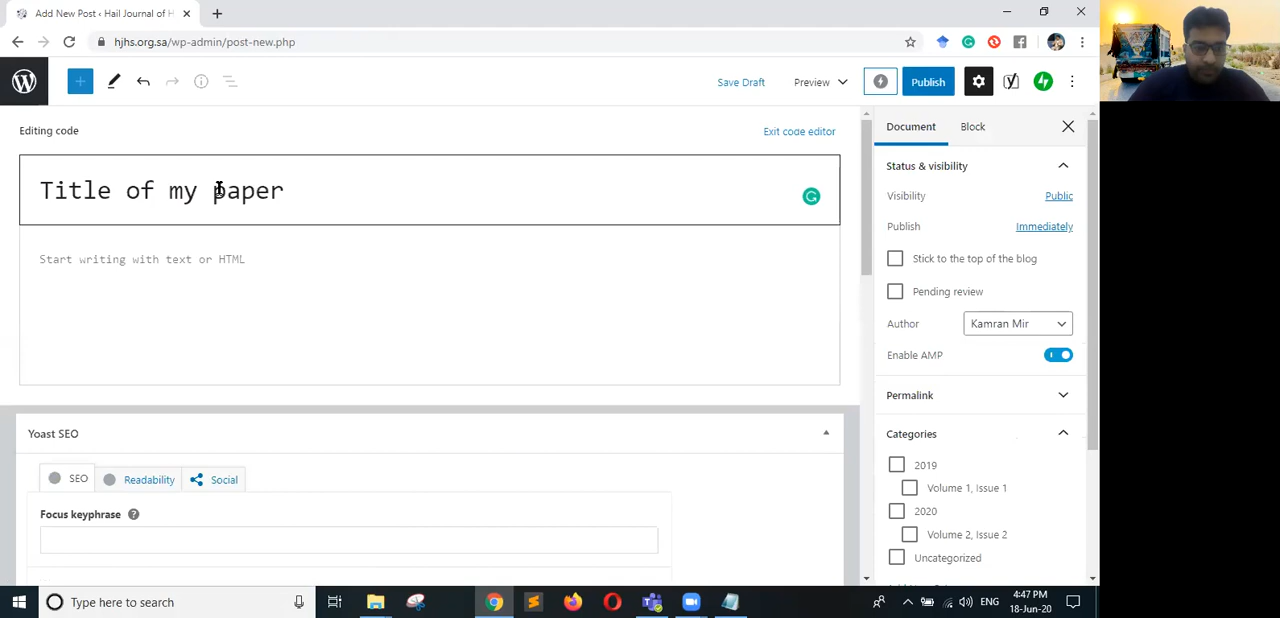 Add New Post ‹ Hail Journal of H
hjhs.org.sa/wp-admin/post-new.php
Save Draft
Preview
Publish
Editing code
Exit code editor
Title of my paper
Start writing with text or HTML
Yoast SEO
SEO
Readability
Social
Focus keyphrase
Document
Block
Status & visibility
Visibility
Public
Publish
Immediately
Stick to the top of the blog
Pending review
Author
Kamran Mir
Enable AMP
Permalink
Categories
2019
Volume 1, Issue 1
2020
Volume 2, Issue 2
Uncategorized
Type here to search
ENG
4:47 PM
18-Jun-20